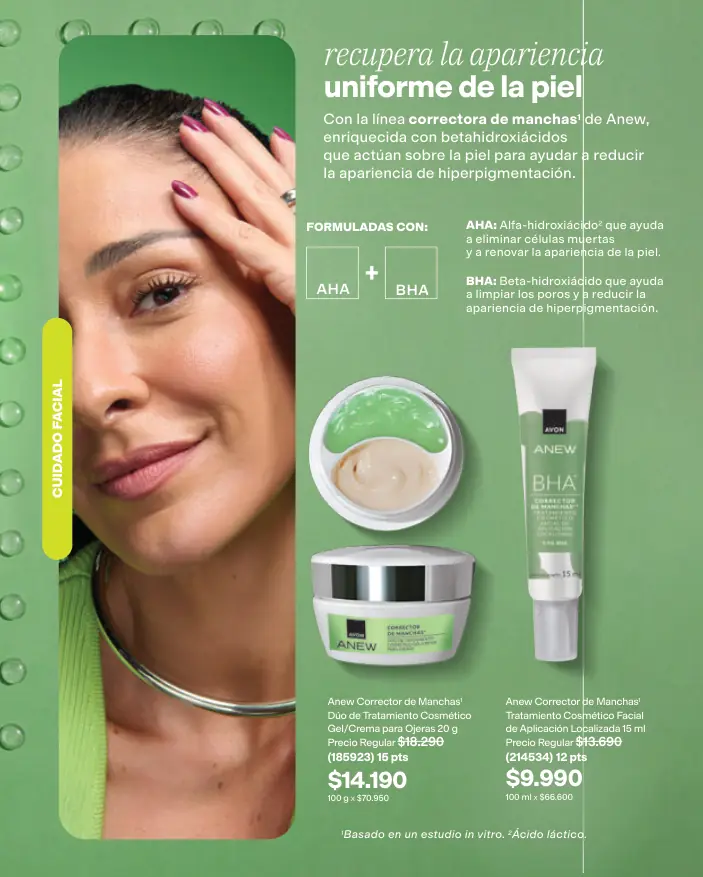 recupera la apariencia
uniforme de la piel
Con la línea correctora de manchas¹ de Anew,
enriquecida con betahidroxiácidos
que actúan sobre la piel para ayudar a reducir
la apariencia de hiperpigmentación.
FORMULADAS CON:
AHA
+
BHA
AHA: Alfa-hidroxiácido² que ayuda
a eliminar células muertas
y a renovar la apariencia de la piel.
BHA: Beta-hidroxiácido que ayuda
a limpiar los poros y a reducir la
apariencia de hiperpigmentación.
CUIDADO FACIAL
AVON
ANEW
BHA
CORRECTOR
DE MANCHAS
15 ml
AVON
ANEW
CORRECTOR
DE MANCHAS
Anew Corrector de Manchas¹
Dúo de Tratamiento Cosmético
Gel/Crema para Ojeras 20 g
Precio Regular $18.290
(185923) 15 pts
$14.190
100 g x $70.950
Anew Corrector de Manchas¹
Tratamiento Cosmético Facial
de Aplicación Localizada 15 ml
Precio Regular $13.690
(214534) 12 pts
$9.990
100 ml x $66.600
¹Basado en un estudio in vitro. ²Ácido láctico.